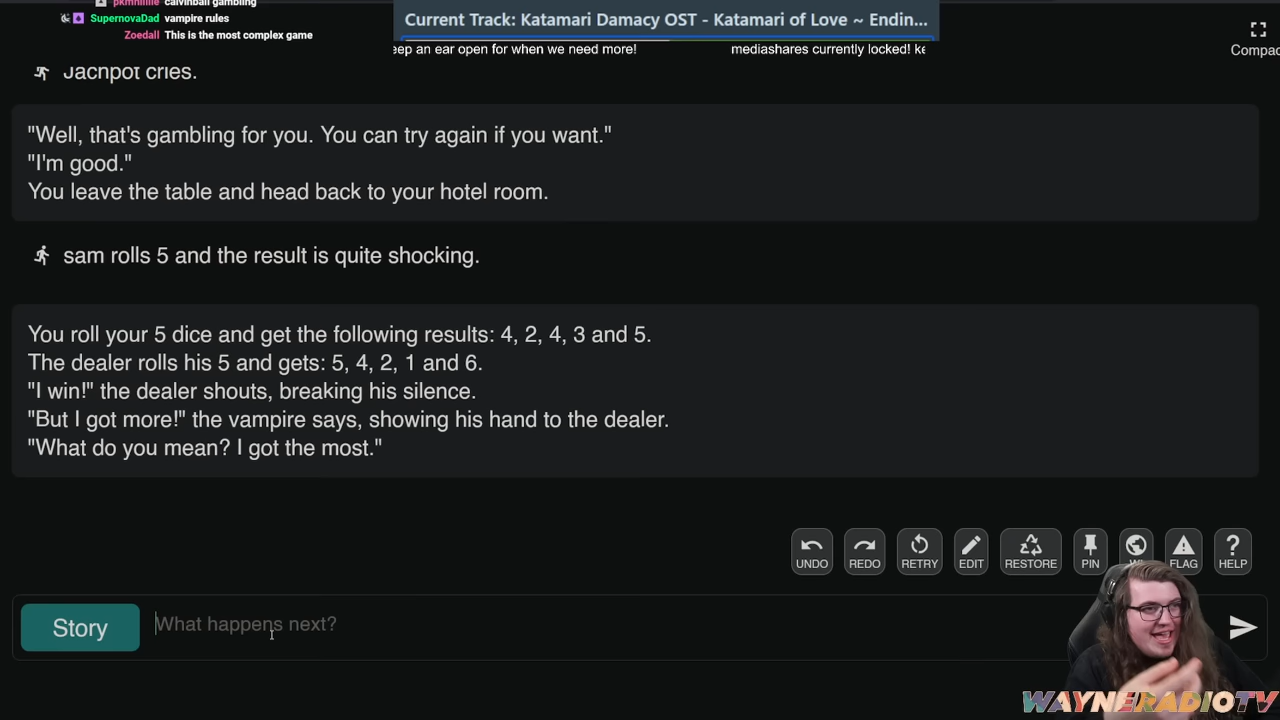 pkmnlillie calvinball gambling
SupernovaDad vampire rules
Zoedall This is the most complex game
Current Track: Katamari Damacy OST - Katamari of Love ~ Endin...
eep an ear open for when we need more!
mediashares currently locked! ke
Compac
Jachpot cries.
"Well, that's gambling for you. You can try again if you want."
"I'm good."
You leave the table and head back to your hotel room.
sam rolls 5 and the result is quite shocking.
You roll your 5 dice and get the following results: 4, 2, 4, 3 and 5.
The dealer rolls his 5 and gets: 5, 4, 2, 1 and 6.
"I win!" the dealer shouts, breaking his silence.
"But I got more!" the vampire says, showing his hand to the dealer.
"What do you mean? I got the most."
UNDO
REDO
RETRY
EDIT
RESTORE
PIN
W
FLAG
HELP
Story
What happens next?
WAYNERADIOTV